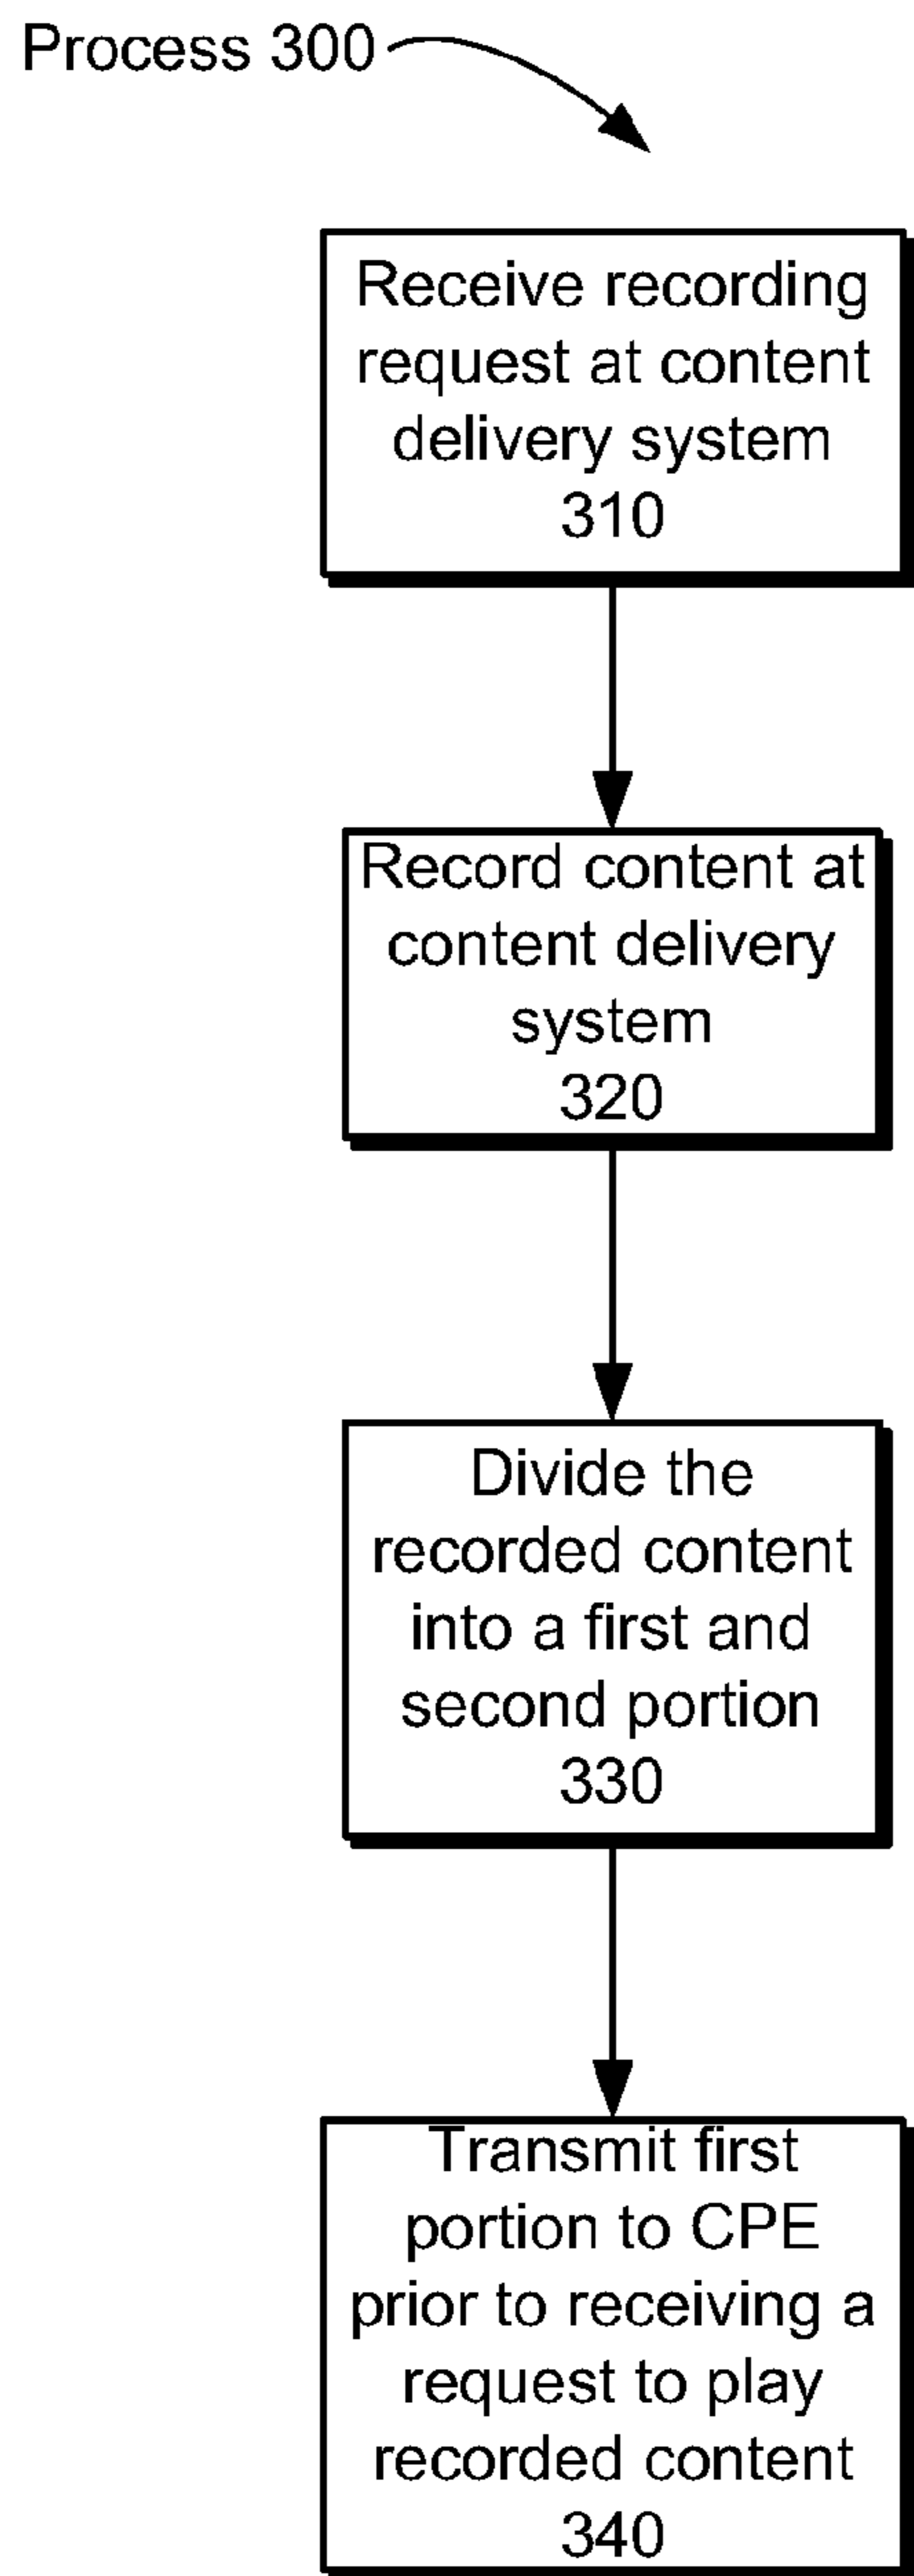 Process 300
Receive recording
request at content
delivery system
310
Record content at
content delivery
system
320
Divide the
recorded content
into a first and
second portion
330
Transmit first
portion to CPE
prior to receiving a
request to play
recorded content
340